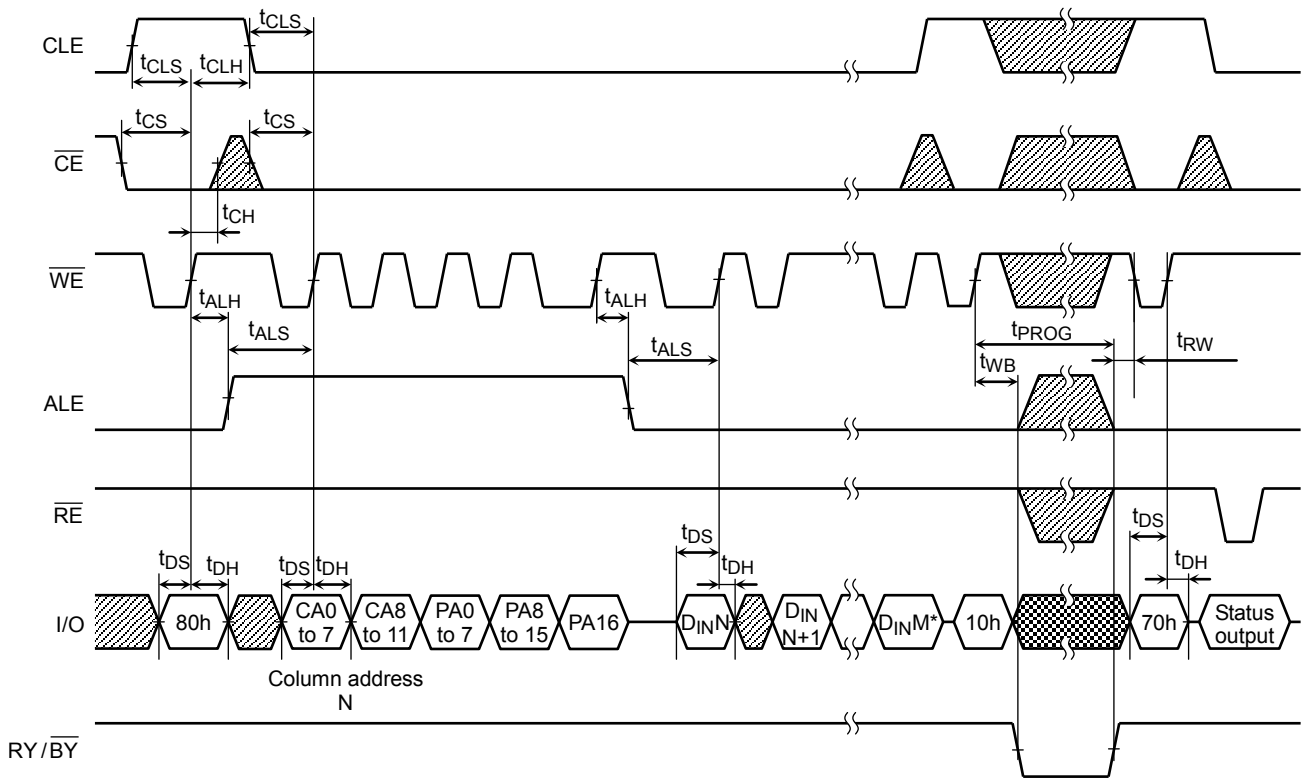 CLE
tCLS
tCLS
tCLH
CE
tCS
tCS
tCH
WE
tALH
tALS
tALH
tALS
tPROG
tWB
tRW
ALE
RE
tDS
tDH
tDS
tDH
tDS
tDH
tDS
tDH
I/O
80h
CA0 to 7
CA8 to 11
PA0 to 7
PA8 to 15
PA16
DINN
DIN N+1
DINM*
10h
70h
Status output
Column address
N
RY/BY